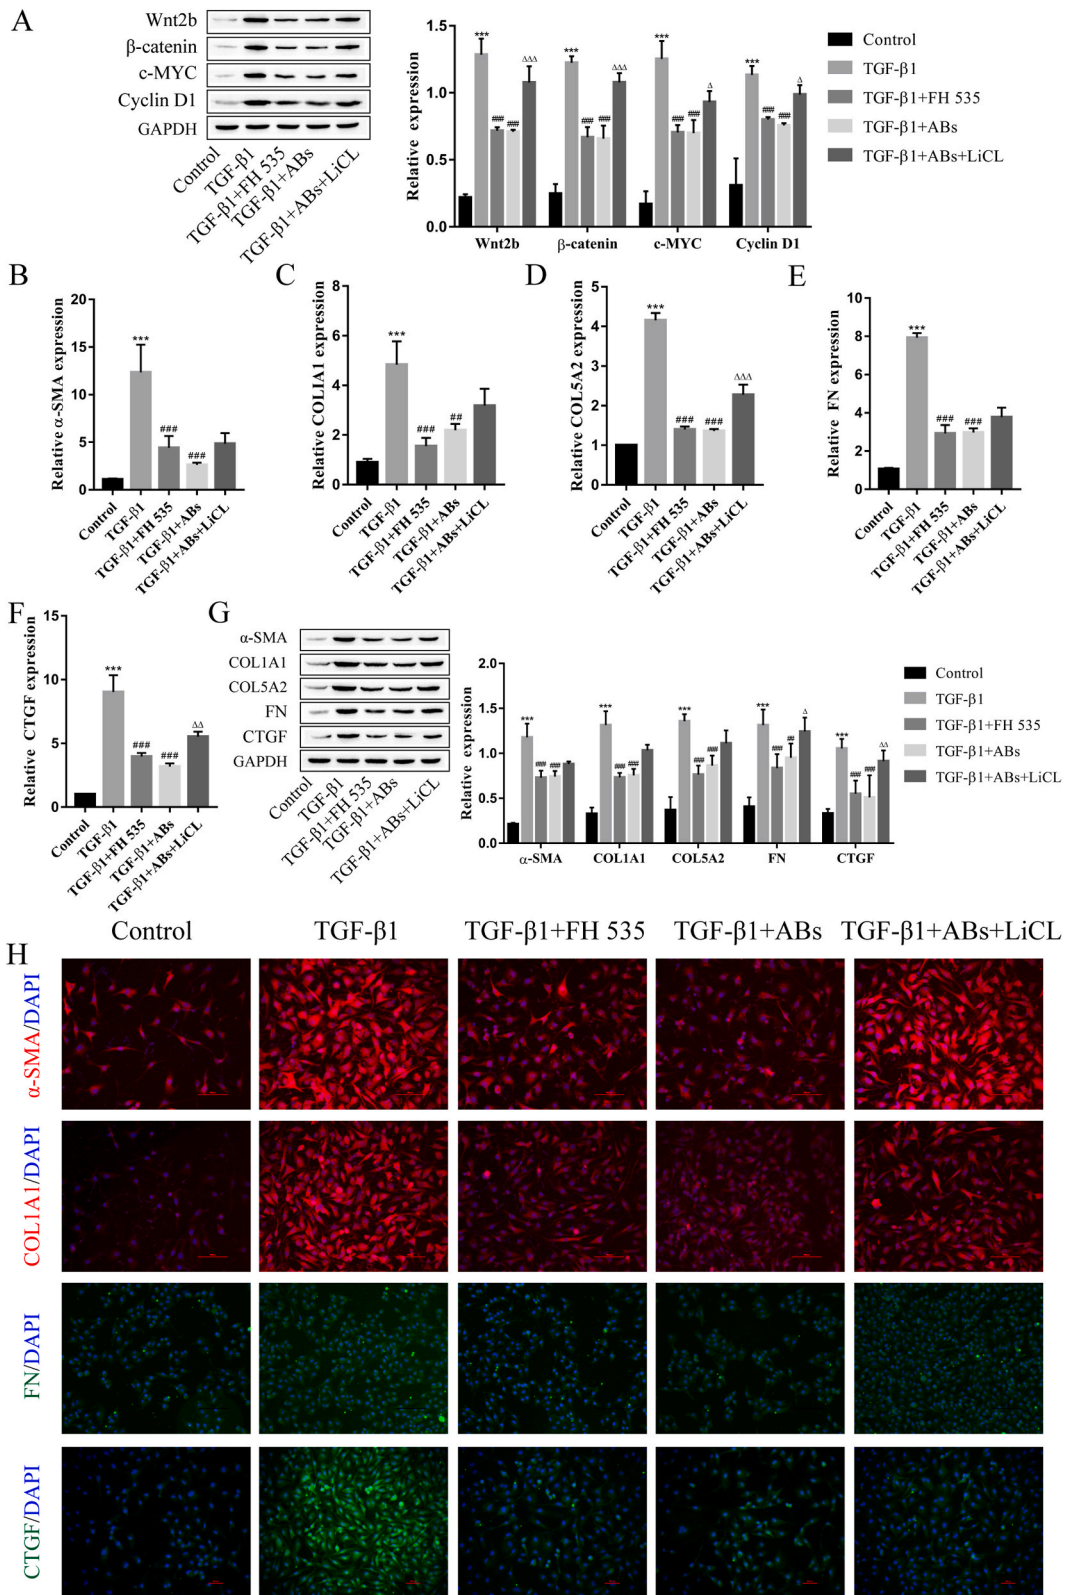 A
Wnt2b
β-catenin
c-MYC
Cyclin D1
GAPDH
Control
TGF-β1
TGF-β1+FH 535
TGF-β1+ABs
TGF-β1+ABs+LiCL
Relative expression
1.5
1.0
0.5
0.0
*** ### ### ΔΔΔ
*** ### ### ΔΔΔ
*** ### ### Δ
*** ### ### Δ
Wnt2b β-catenin c-MYC Cyclin D1
Control
TGF-β1
TGF-β1+FH 535
TGF-β1+ABs
TGF-β1+ABs+LiCL
B
Relative α-SMA expression
20
15
10
5
0
*** ### ###
Control
TGF-β1
TGF-β1+FH 535
TGF-β1+ABs
TGF-β1+ABs+LiCL
C
Relative COLIA1 expression
8
6
4
2
0
*** ### ##
Control
TGF-β1
TGF-β1+FH 535
TGF-β1+ABs
TGF-β1+ABs+LiCL
D
Relative COL5A2 expression
5
4
3
2
1
0
*** ### ### ΔΔΔ
Control
TGF-β1
TGF-β1+FH 535
TGF-β1+ABs
TGF-β1+ABs+LiCL
E
Relative FN expression
10
8
6
4
2
0
*** ### ###
Control
TGF-β1
TGF-β1+FH 535
TGF-β1+ABs
TGF-β1+ABs+LiCL
F
Relative CTGF expression
15
10
5
0
*** ### ### ΔΔ
Control
TGF-β1
TGF-β1+FH 535
TGF-β1+ABs
TGF-β1+ABs+LiCL
G
α-SMA
COL1A1
COL5A2
FN
CTGF
GAPDH
Control
TGF-β1
TGF-β1+FH 535
TGF-β1+ABs
TGF-β1+ABs+LiCL
Relative expression
2.0
1.5
1.0
0.5
0.0
*** ### ###
*** ### ###
*** ### ###
*** ### ## Δ
*** ### ### ΔΔ
α-SMA COL1A1 COL5A2 FN CTGF
Control
TGF-β1
TGF-β1+FH 535
TGF-β1+ABs
TGF-β1+ABs+LiCL
H
Control TGF-β1 TGF-β1+FH 535 TGF-β1+ABs TGF-β1+ABs+LiCL
α-SMA/DAPI
COL1A1/DAPI
FN/DAPI
CTGF/DAPI